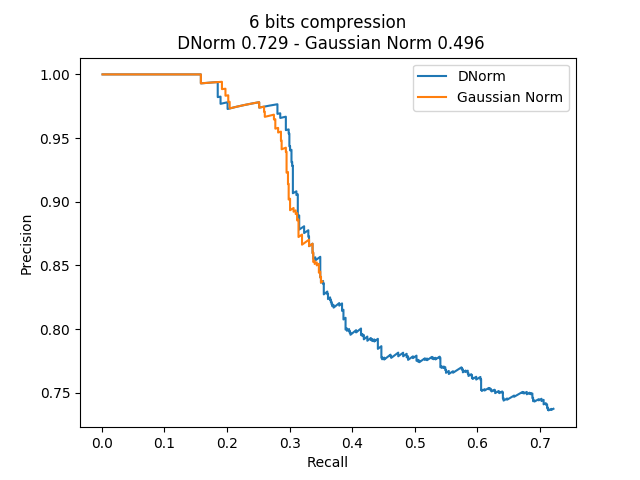 6 bits compression
DNorm 0.729 - Gaussian Norm 0.496
DNorm
Gaussian Norm
1.00
0.95
0.90
0.85
0.80
0.75
Precision
0.0 0.1 0.2 0.3 0.4 0.5 0.6 0.7
Recall